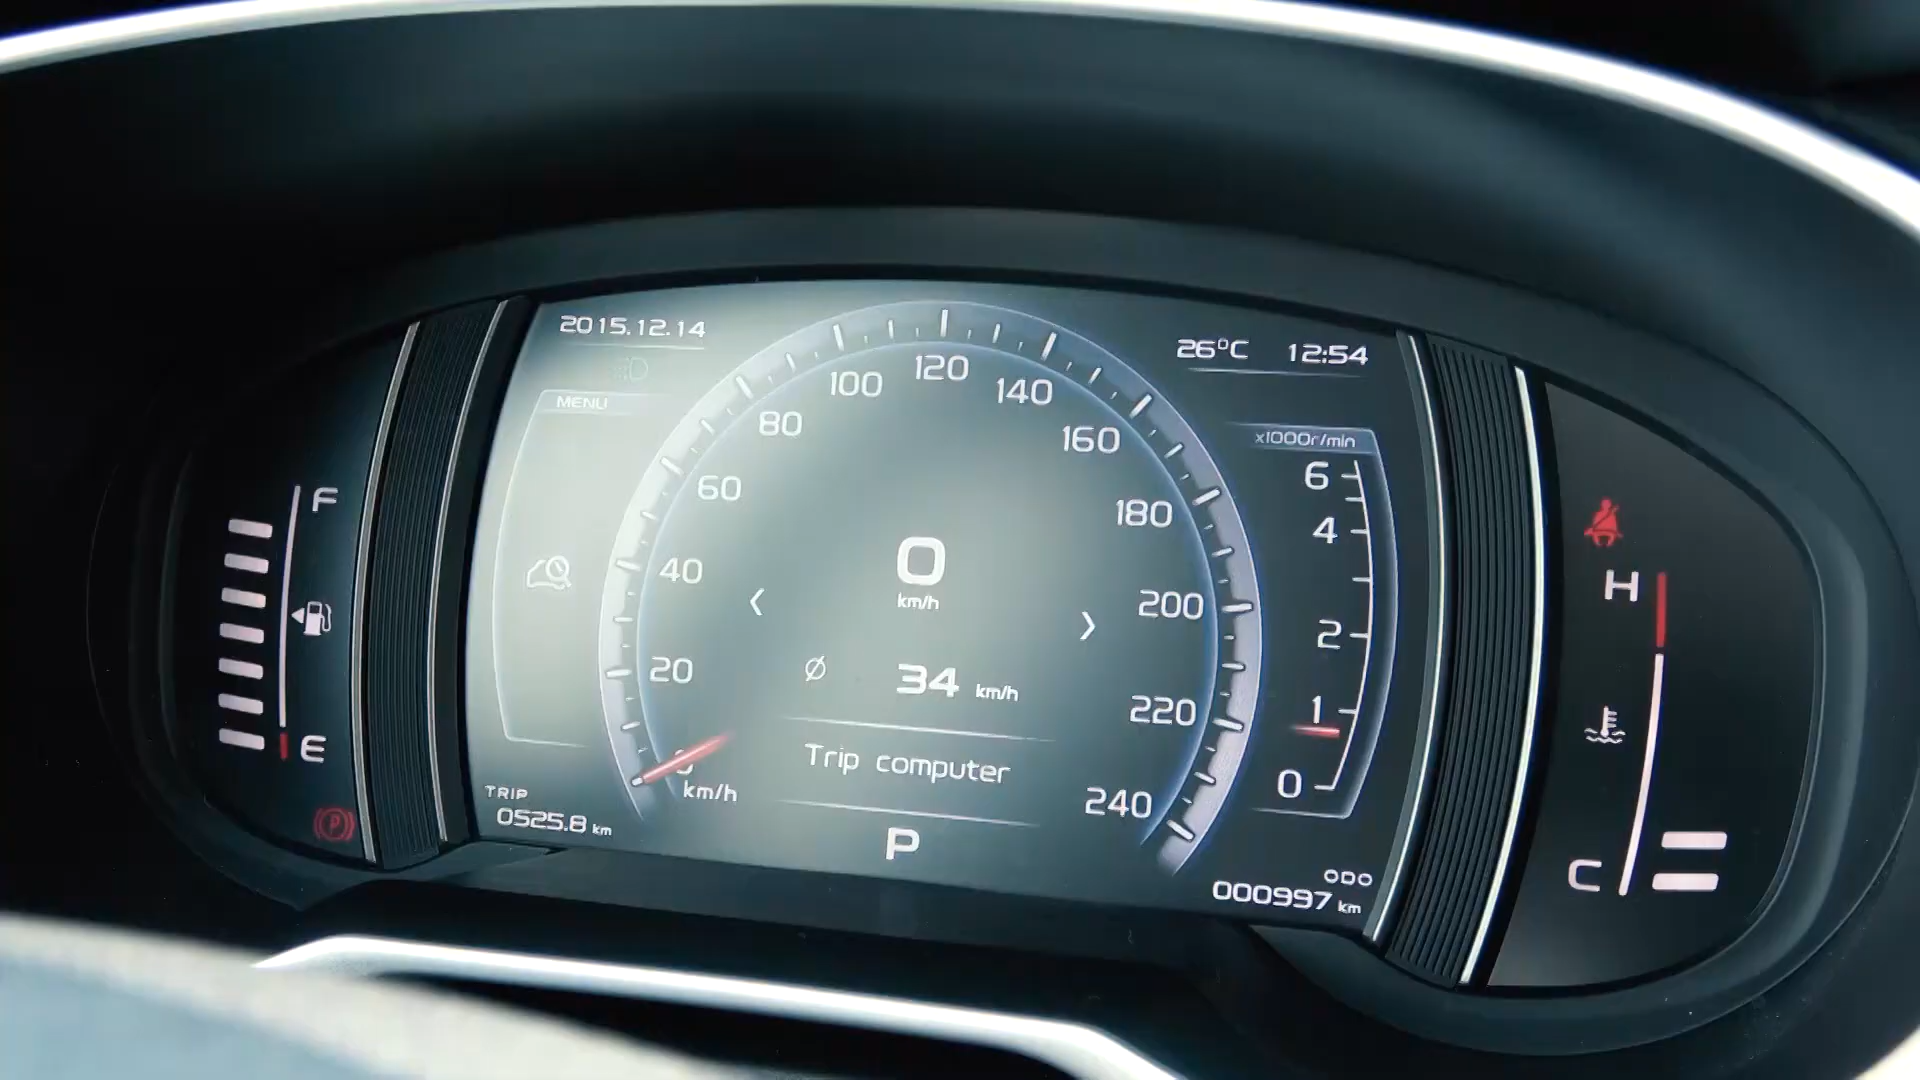 2015.12.14
26°C 12:54
MENU
x1000r/min
F
E
0 km/h
34 km/h
Trip computer
P
20
40
60
80
100
120
140
160
180
200
220
240
km/h
6
4
2
1
0
TRIP
0525.8 km
ODO
000997 km
H
C
P